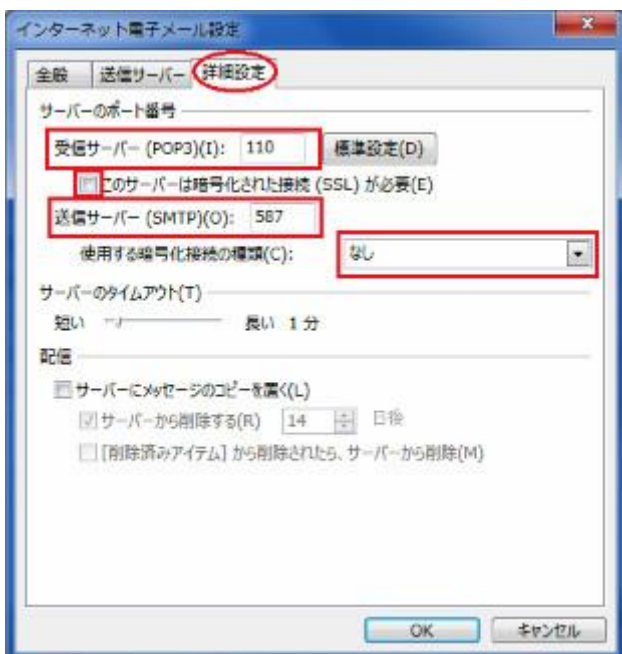 インターネット電子メール設定
全般 送信サーバー 詳細設定
サーバーのポート番号
受信サーバー (POP3)(I): 110 標準設定(D)
このサーバーは暗号化された接続 (SSL) が必要(E)
送信サーバー (SMTP)(O): 587
使用する暗号化接続の種類(C): なし
サーバーのタイムアウト(T)
短い 長い 1 分
配信
サーバーにメッセージのコピーを置く(L)
サーバーから削除する(R) 14 日後
[削除済みアイテム] から削除されたら、サーバーから削除(M)
OK キャンセル